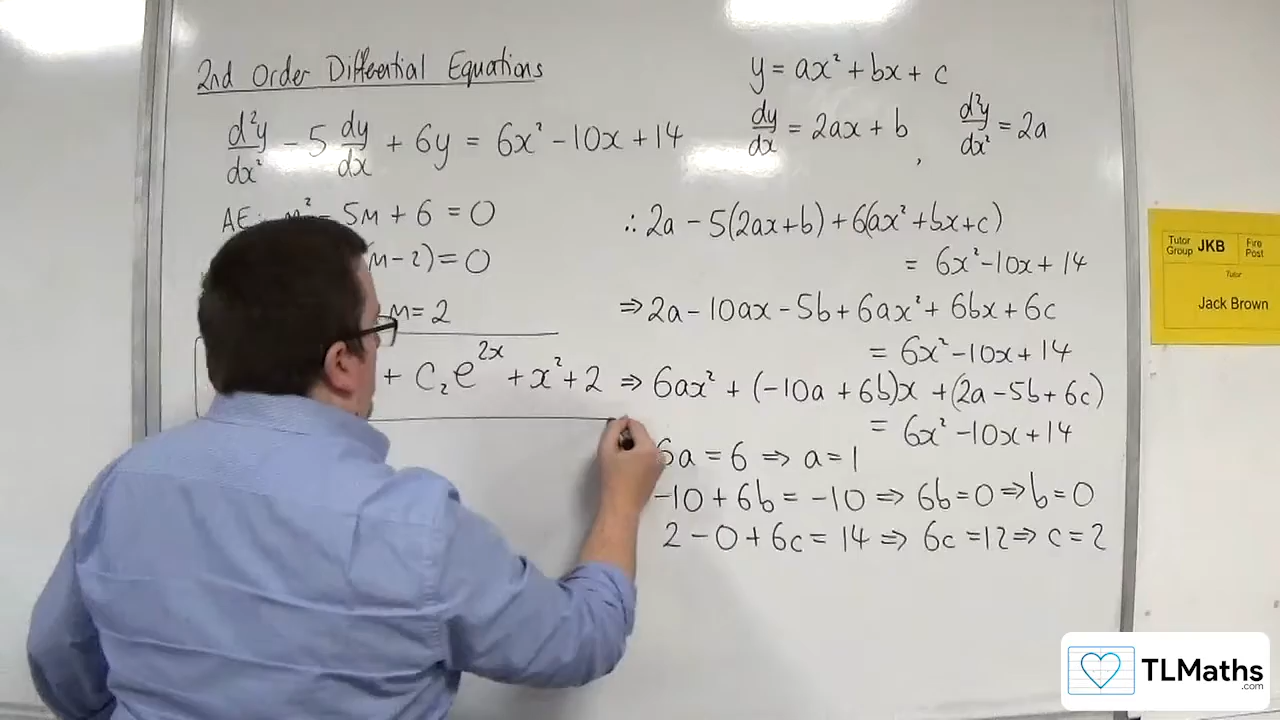 2nd Order Differential Equations
d²y/dx² - 5 dy/dx + 6y = 6x² - 10x + 14
AE: m² - 5m + 6 = 0
(m-2) = 0
m = 2
+ c₂e^{2x} + x² + 2
y = ax² + bx + c
dy/dx = 2ax + b, d²y/dx² = 2a
∴ 2a - 5(2ax+b) + 6(ax² + bx + c)
= 6x² - 10x + 14
⇒ 2a - 10ax - 5b + 6ax² + 6bx + 6c
= 6x² - 10x + 14
⇒ 6ax² + (-10a + 6b)x + (2a - 5b + 6c)
= 6x² - 10x + 14
6a = 6 ⇒ a = 1
-10 + 6b = -10 ⇒ 6b = 0 ⇒ b = 0
2 - 0 + 6c = 14 ⇒ 6c = 12 ⇒ c = 2
Tutor Group JKB Fire Post
Tutor
Jack Brown
TLMaths
.com